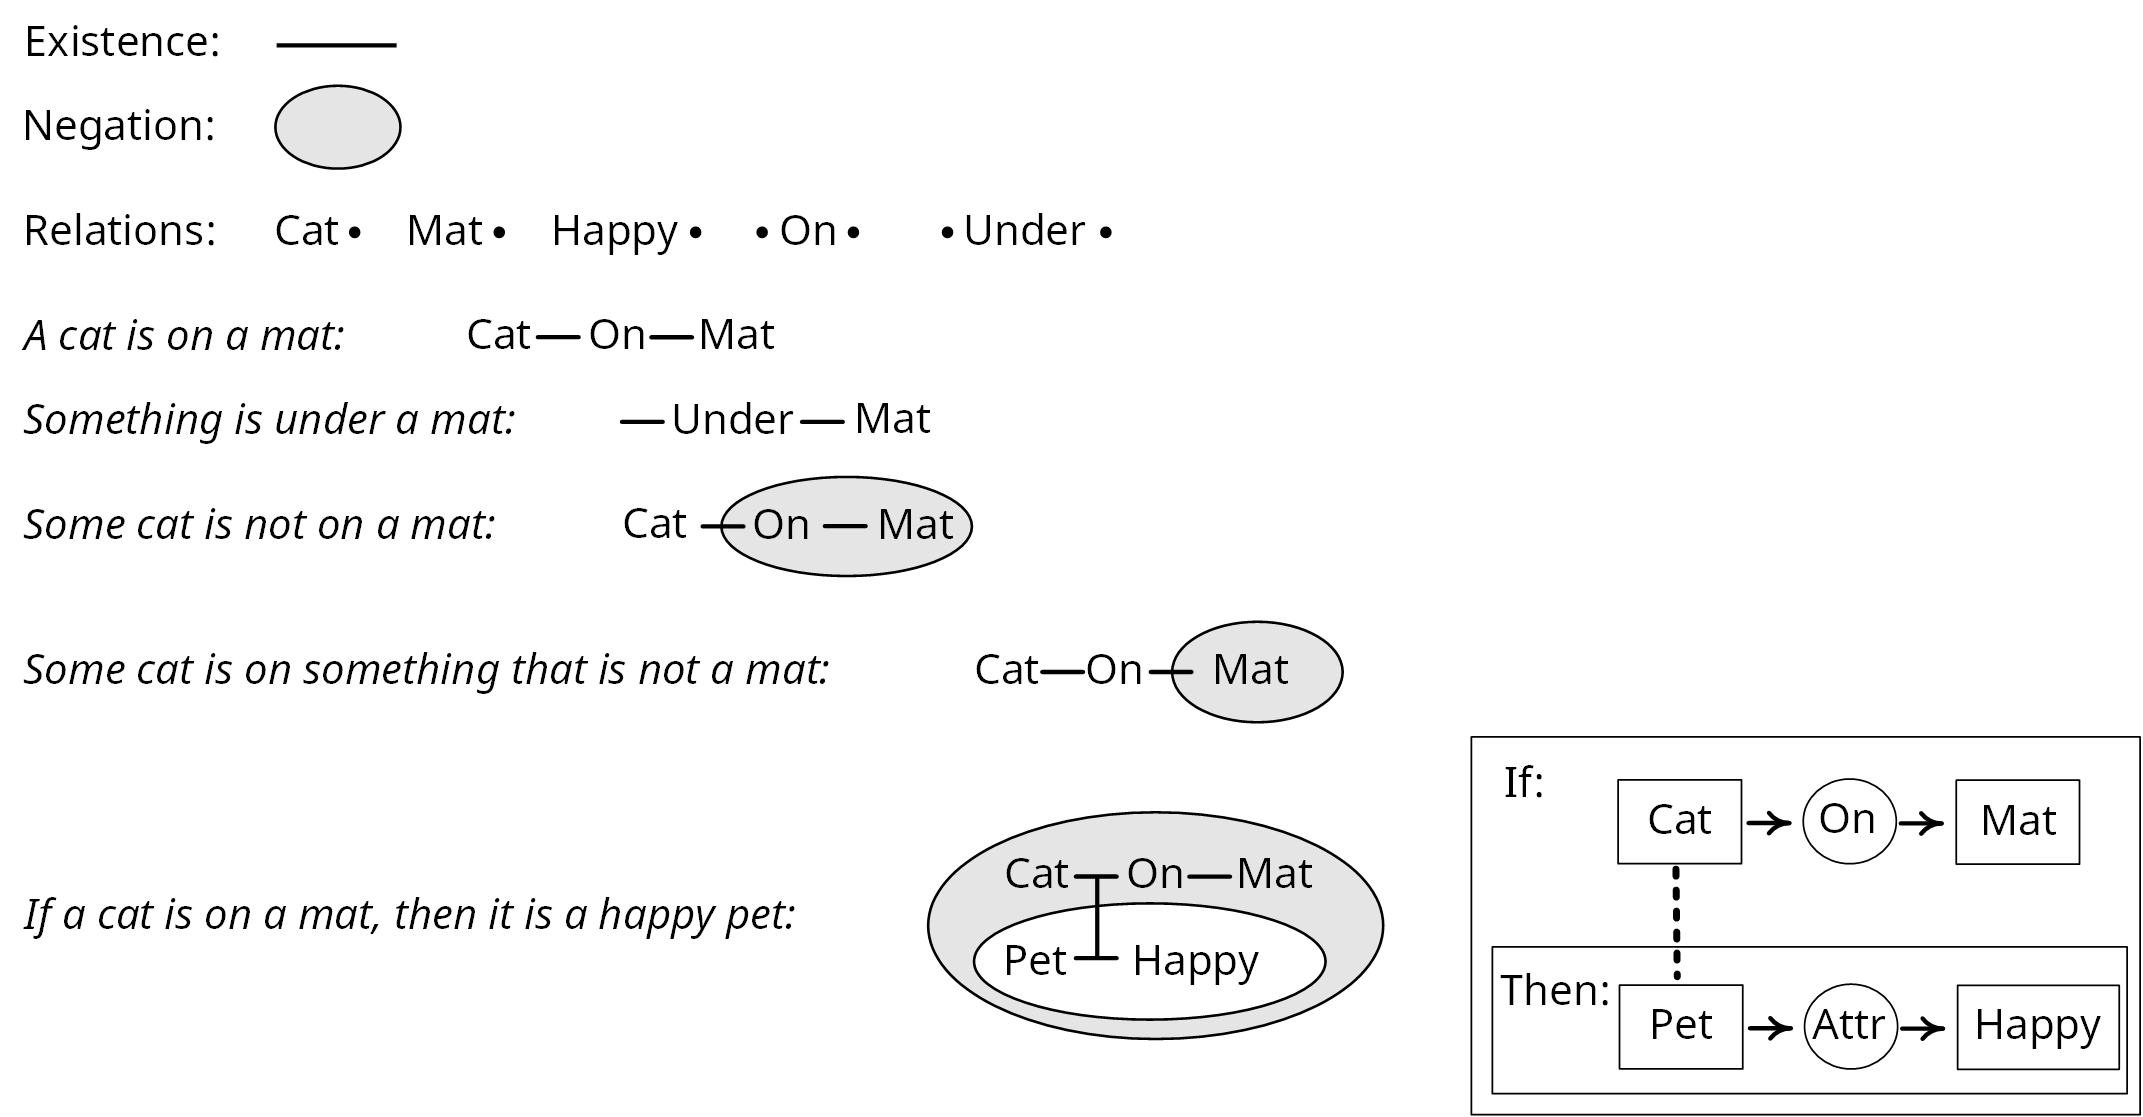 Existence:
Negation:
Relations: Cat • Mat • Happy • • On • • Under •
A cat is on a mat: Cat — On — Mat
Something is under a mat: — Under — Mat
Some cat is not on a mat: Cat — On — Mat
Some cat is on something that is not a mat: Cat — On — Mat
If a cat is on a mat, then it is a happy pet:
Cat — On — Mat
Pet — Happy
If: Cat On Mat
Then: Pet Attr Happy